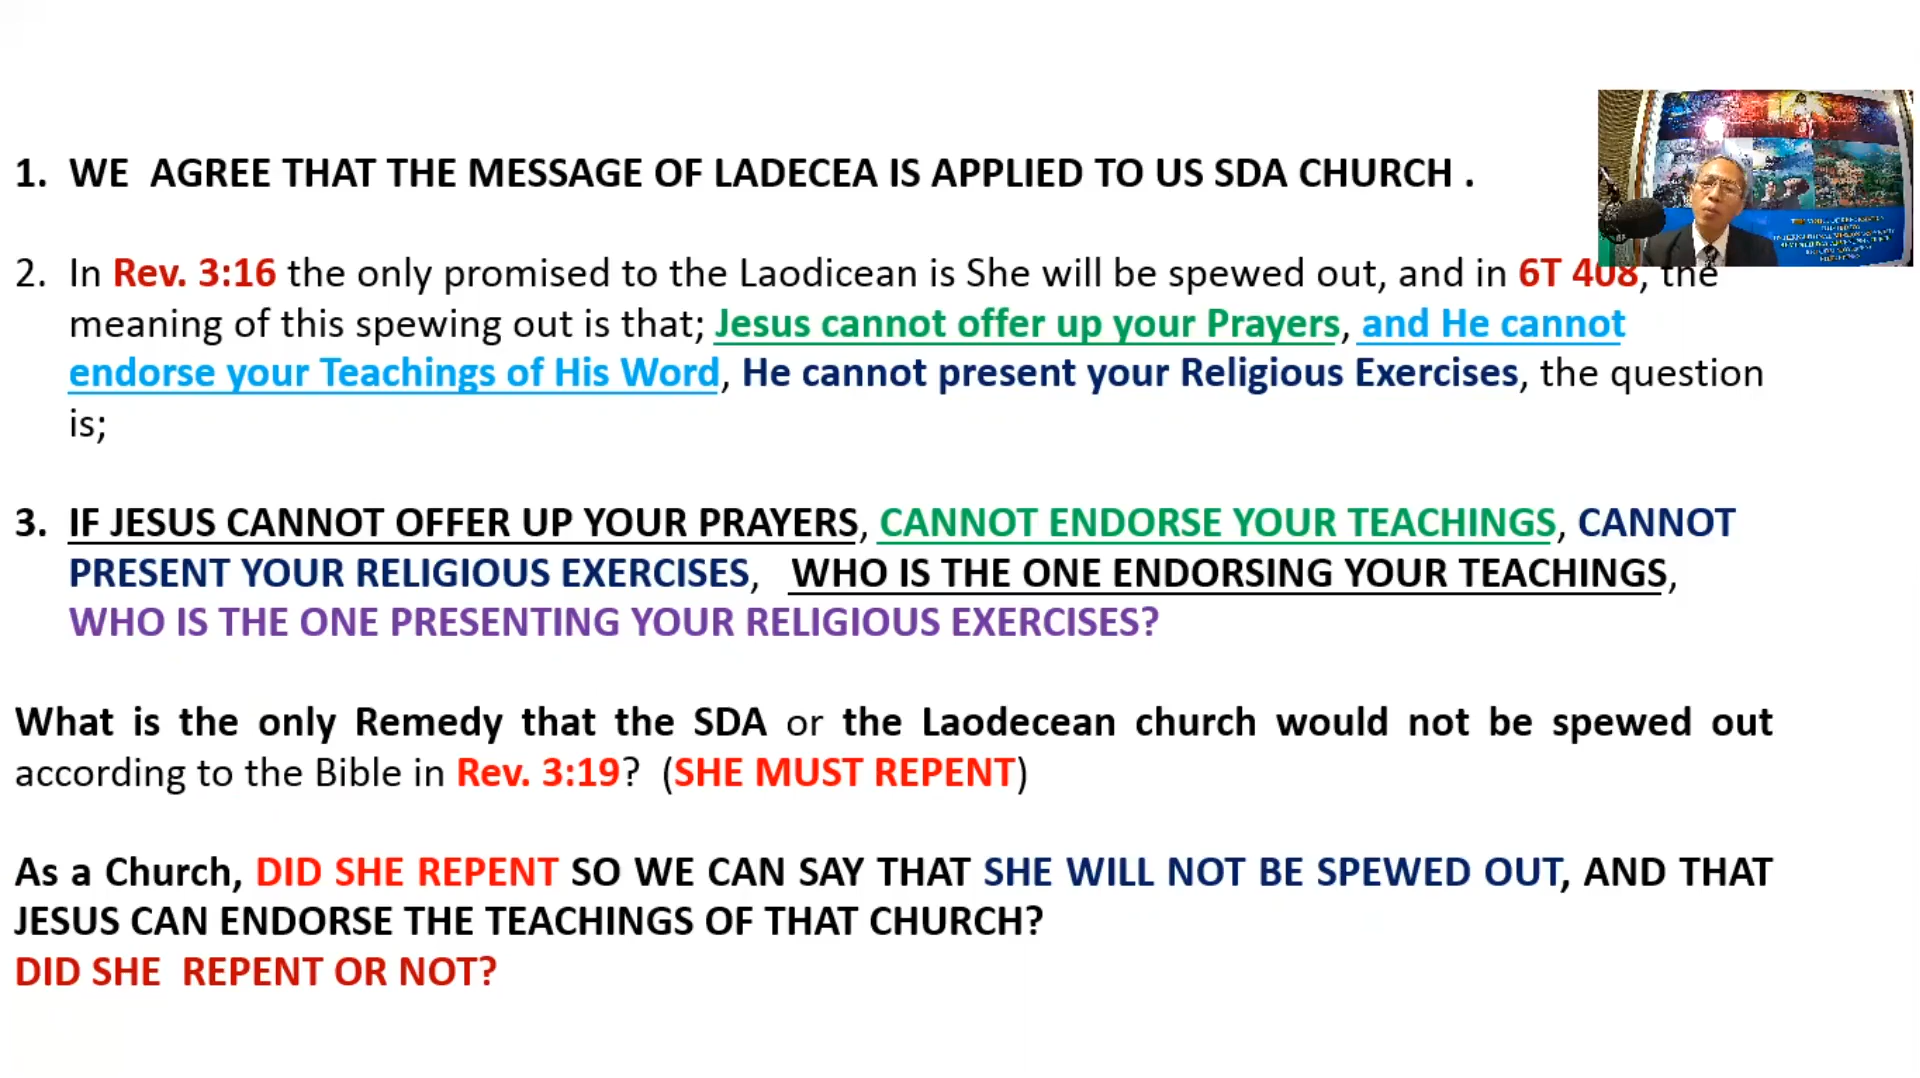 1. WE AGREE THAT THE MESSAGE OF LADECEA IS APPLIED TO US SDA CHURCH .
2. In Rev. 3:16 the only promised to the Laodicean is She will be spewed out, and in 6T 408, the
meaning of this spewing out is that; Jesus cannot offer up your Prayers, and He cannot
endorse your Teachings of His Word, He cannot present your Religious Exercises, the question
is;
3. IF JESUS CANNOT OFFER UP YOUR PRAYERS, CANNOT ENDORSE YOUR TEACHINGS, CANNOT
PRESENT YOUR RELIGIOUS EXERCISES, WHO IS THE ONE ENDORSING YOUR TEACHINGS,
WHO IS THE ONE PRESENTING YOUR RELIGIOUS EXERCISES?
What is the only Remedy that the SDA or the Laodecean church would not be spewed out
according to the Bible in Rev. 3:19? (SHE MUST REPENT)
As a Church, DID SHE REPENT SO WE CAN SAY THAT SHE WILL NOT BE SPEWED OUT, AND THAT
JESUS CAN ENDORSE THE TEACHINGS OF THAT CHURCH?
DID SHE REPENT OR NOT?